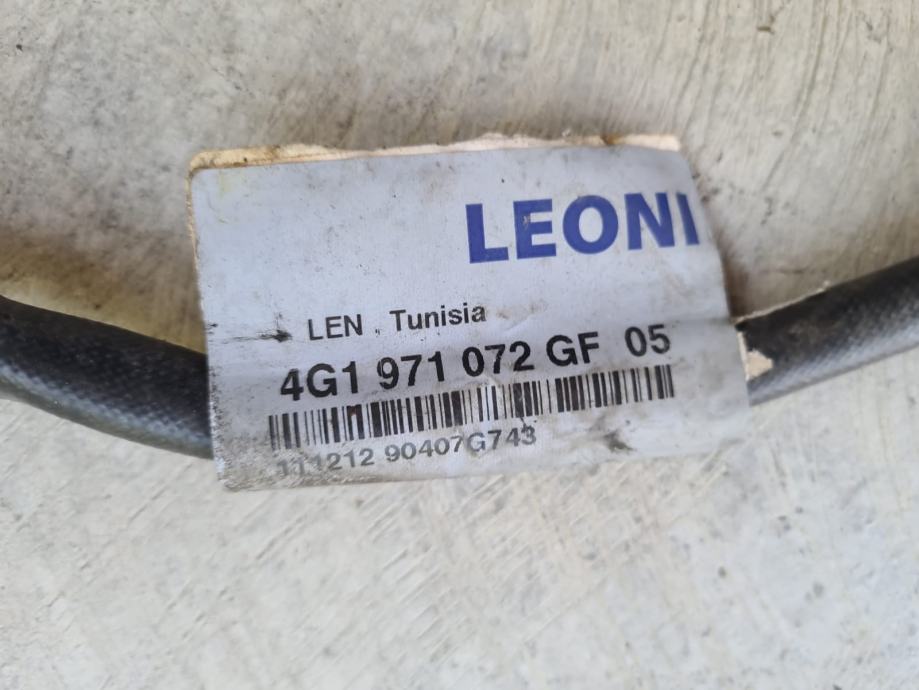 LEONI
LEN , Tunisia
4G1 971 072 GF 05
111212 90407G743